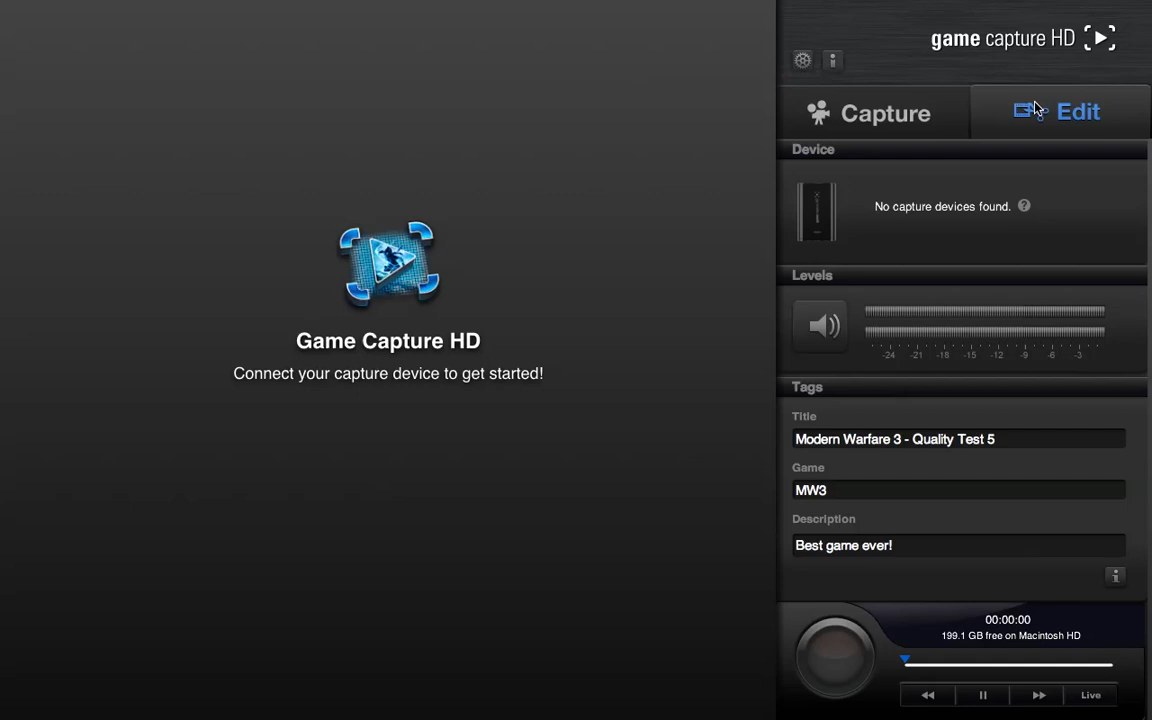 game capture HD
Capture
Edit
Device
No capture devices found. ?
Levels
-24 -21 -18 -15 -12 -9 -6 -3
Tags
Title
Modern Warfare 3 - Quality Test 5
Game
MW3
Description
Best game ever!
Game Capture HD
Connect your capture device to get started!
00:00:00
199.1 GB free on Macintosh HD
Live